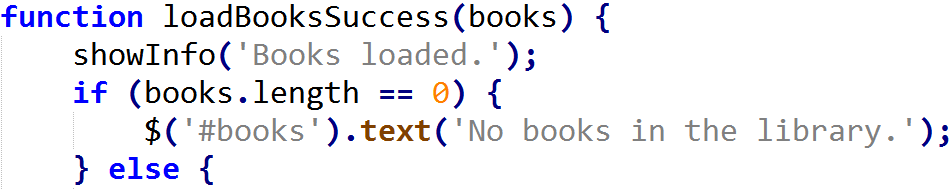 function loadBooksSuccess(books) {
    showInfo('Books loaded.');
    if (books.length == 0) {
        $('#books').text('No books in the library.');
    } else {